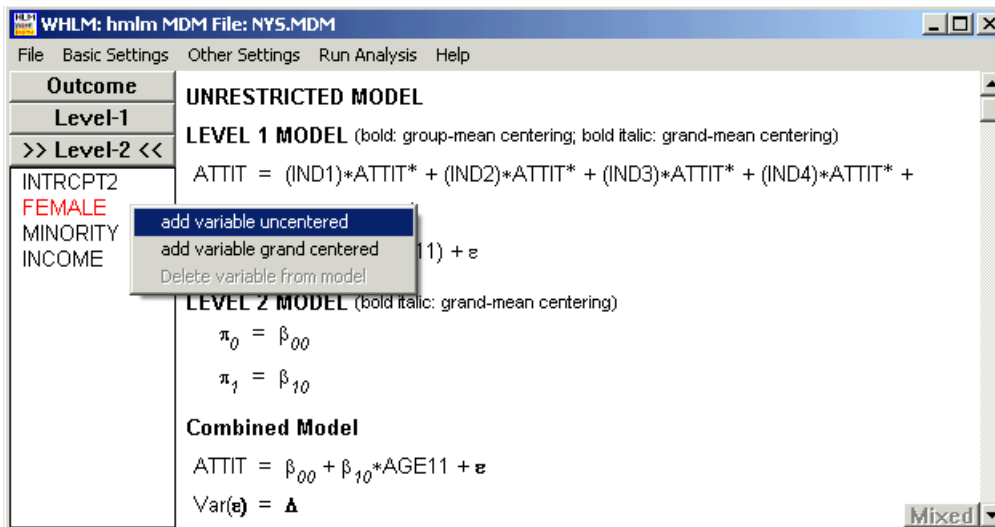 WHLM: hmlm MDM File: NYS.MDM
File Basic Settings Other Settings Run Analysis Help
Outcome
Level-1
>> Level-2 <<
INTRCPT2
FEMALE
MINORITY
INCOME
add variable uncentered
add variable grand centered
Delete variable from model
UNRESTRICTED MODEL
LEVEL 1 MODEL (bold: group-mean centering; bold italic: grand-mean centering)
ATTIT = (IND1)*ATTIT* + (IND2)*ATTIT* + (IND3)*ATTIT* + (IND4)*ATTIT* +
11) + ε
LEVEL 2 MODEL (bold italic: grand-mean centering)
π0 = β00
π1 = β10
Combined Model
ATTIT = β00 + β10*AGE11 + ε
Var(ε) = Δ
Mixed